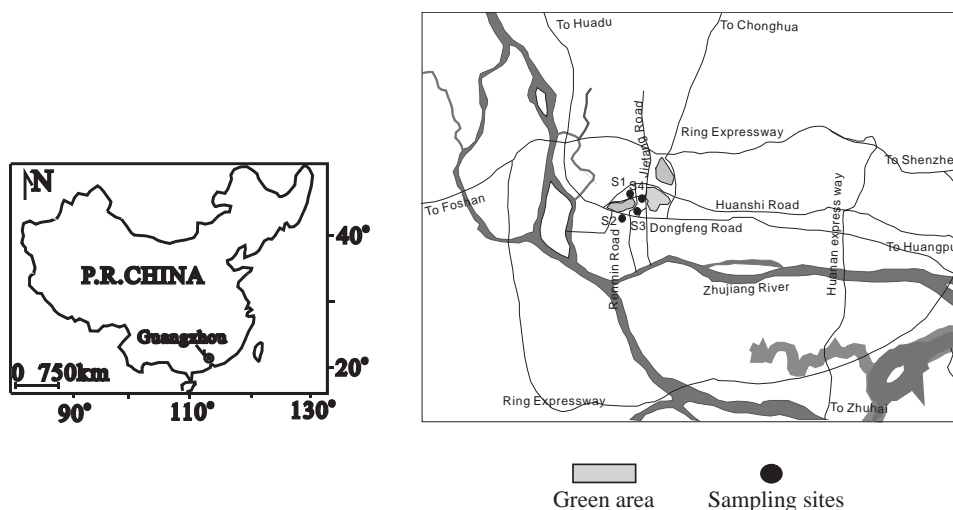 N
P.R.CHINA
Guangzhou
0 750km
40°
20°
90°
110°
130°
To Huadu
To Chonghua
Jiefang Road
Ring Expressway
To Shenzhe
S1
S4
To Foshan
Huanshi Road
S2
S3
Dongfeng Road
Renmin Road
Huanan express way
To Huangpu
Zhujiang River
Ring Expressway
To Zhuhai
Green area
Sampling sites